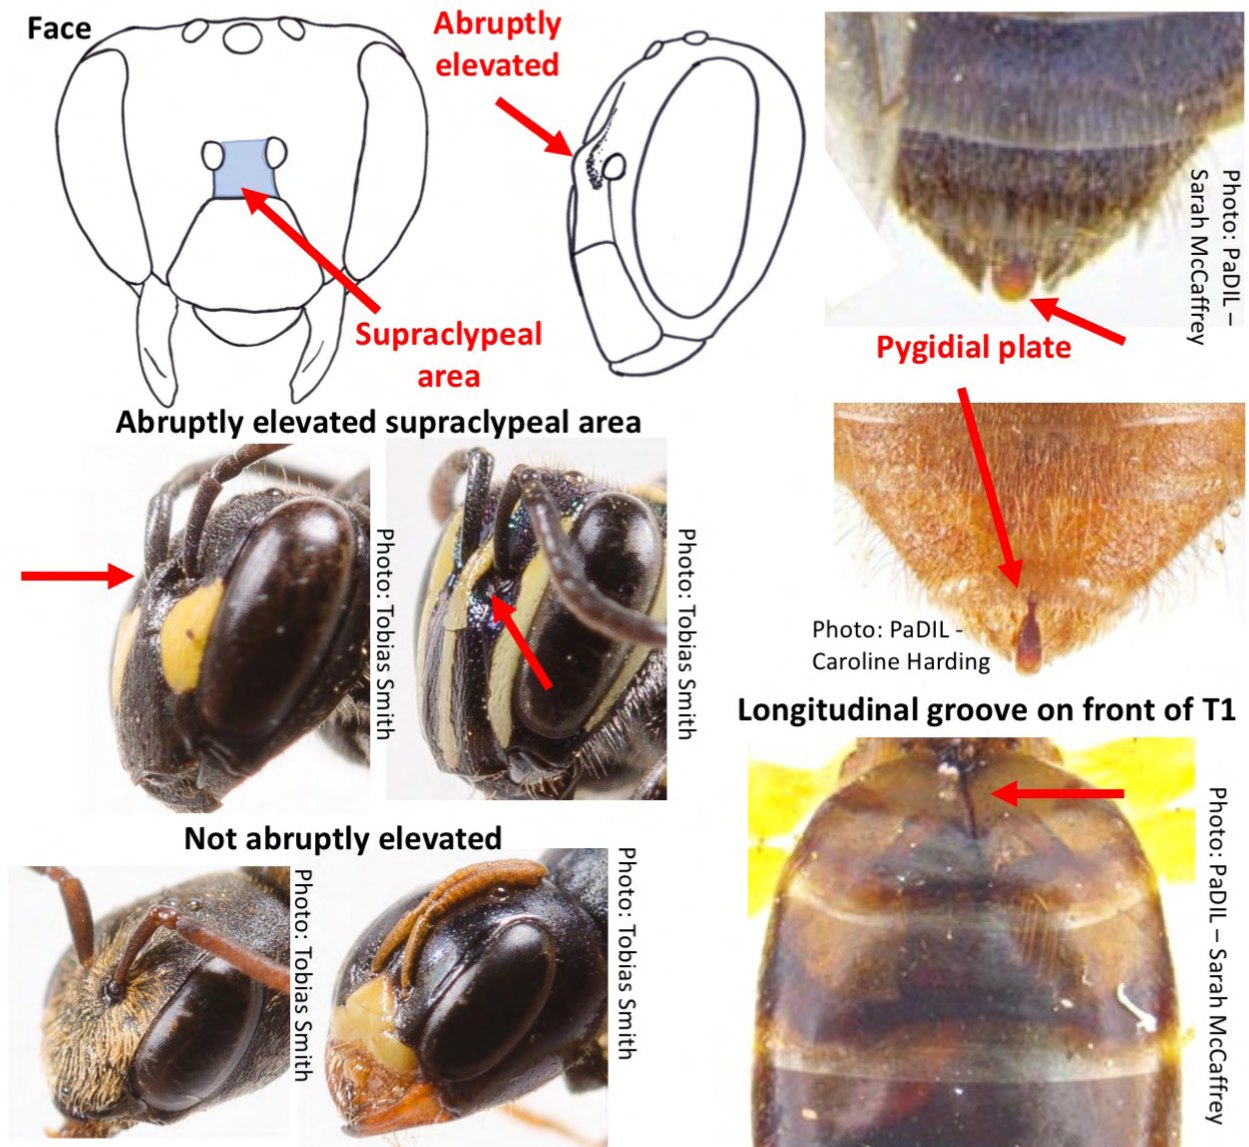 Face
Abruptly
elevated
Supraclypeal
area
Photo: PaDIL –
Sarah McCaffrey
Pygidial plate
Abruptly elevated supraclypeal area
Photo: Tobias Smith
Photo: Tobias Smith
Photo: PaDIL -
Caroline Harding
Longitudinal groove on front of T1
Not abruptly elevated
Photo: Tobias Smith
Photo: Tobias Smith
Photo: PaDIL – Sarah McCaffrey